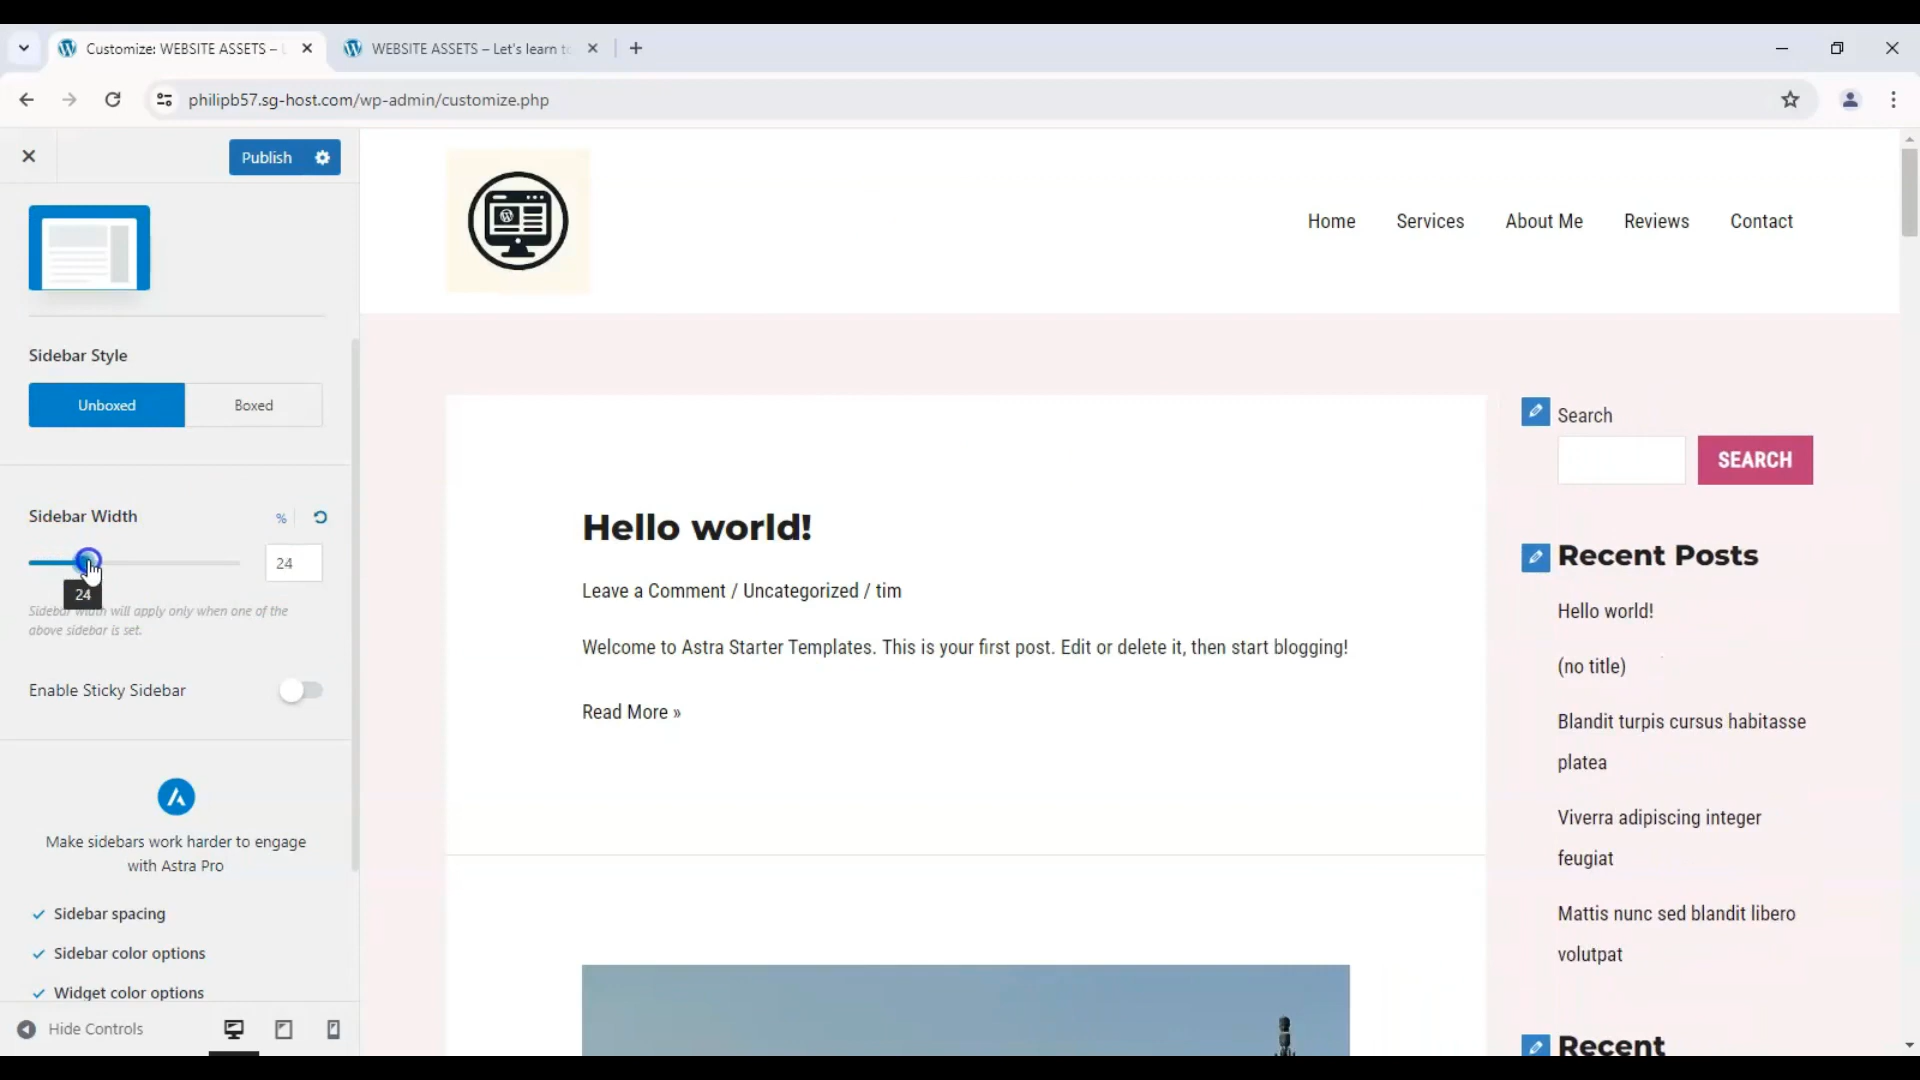 Customize: WEBSITE ASSETS –
WEBSITE ASSETS – Let's learn to
philipb57.sg-host.com/wp-admin/customize.php
Publish
Home
Services
About Me
Reviews
Contact
Sidebar Style
Unboxed
Boxed
Sidebar Width
%
24
24
Sidebar width will apply only when one of the
above sidebar is set.
Enable Sticky Sidebar
Make sidebars work harder to engage
with Astra Pro
Sidebar spacing
Sidebar color options
Widget color options
Hide Controls
Hello world!
Leave a Comment / Uncategorized / tim
Welcome to Astra Starter Templates. This is your first post. Edit or delete it, then start blogging!
Read More »
Search
SEARCH
Recent Posts
Hello world!
(no title)
Blandit turpis cursus habitasse
platea
Viverra adipiscing integer
feugiat
Mattis nunc sed blandit libero
volutpat
Recent